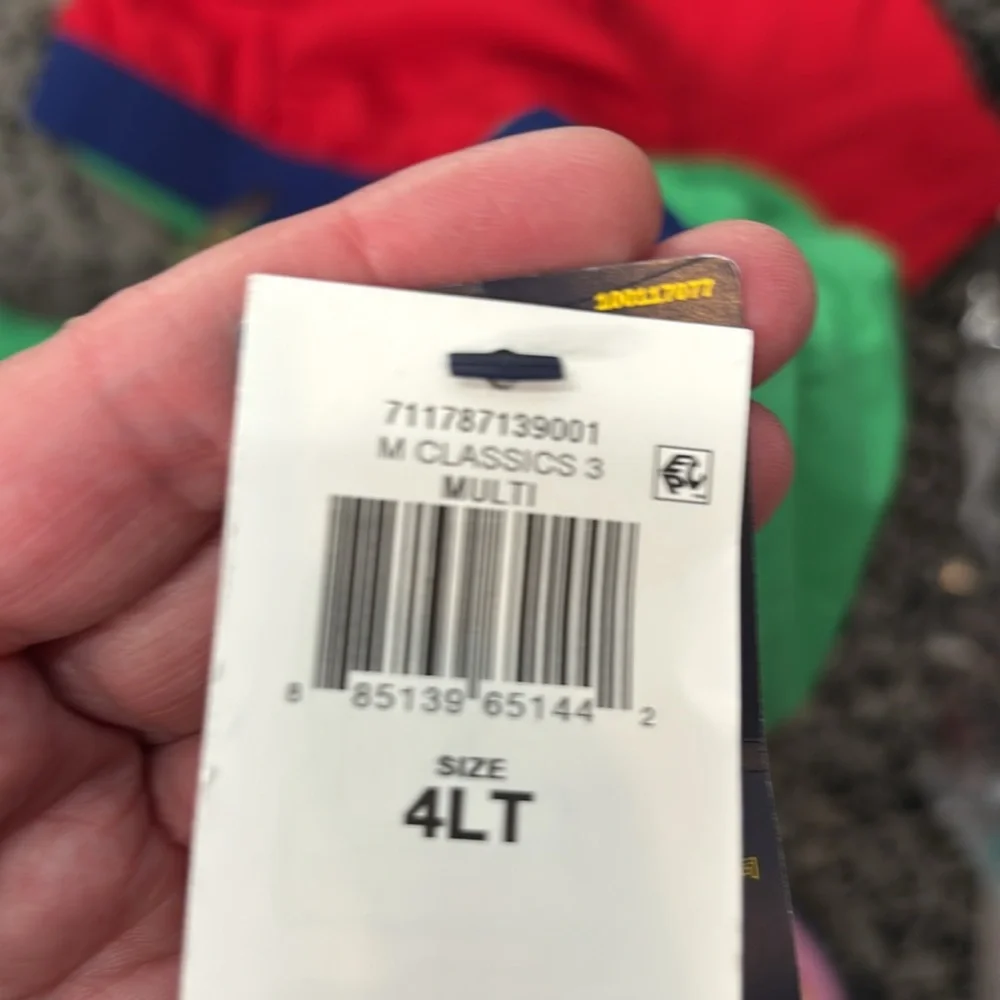 711787139001
M CLASSICS 3
MULTI
8 85139 65144 2
SIZE
4LT